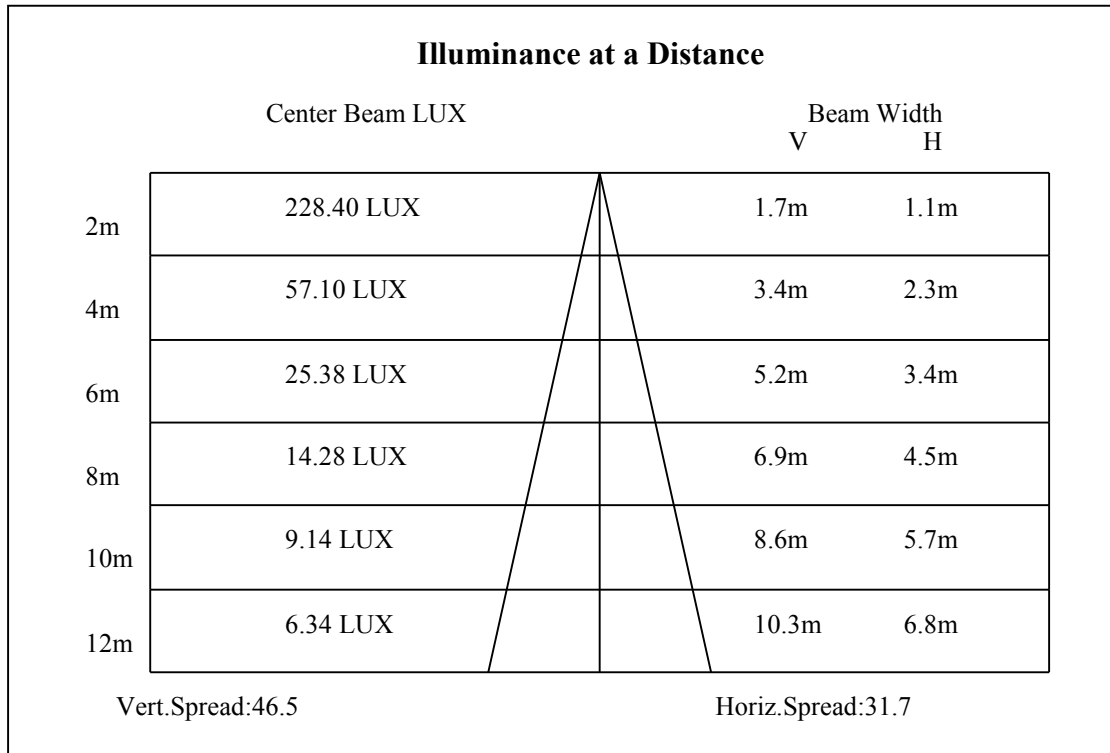 Illuminance at a Distance
Center Beam LUX Beam Width
V H
2m 228.40 LUX 1.7m 1.1m
4m 57.10 LUX 3.4m 2.3m
6m 25.38 LUX 5.2m 3.4m
8m 14.28 LUX 6.9m 4.5m
10m 9.14 LUX 8.6m 5.7m
12m 6.34 LUX 10.3m 6.8m
Vert.Spread:46.5 Horiz.Spread:31.7